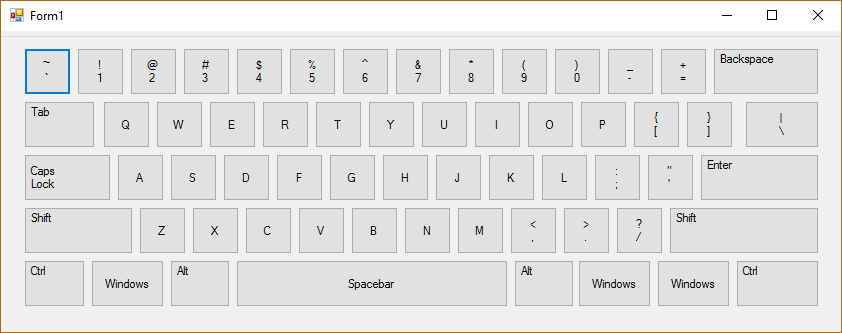 Form1
~ ! @ # $ % ^ & * ( ) _ + Backspace
` 1 2 3 4 5 6 7 8 9 0 - =
Tab Q W E R T Y U I O P { } |
[ ] \
Caps A S D F G H J K L : " Enter
Lock ; '
Shift Z X C V B N M < > ? Shift
, . /
Ctrl Windows Alt Spacebar Alt Windows Windows Ctrl